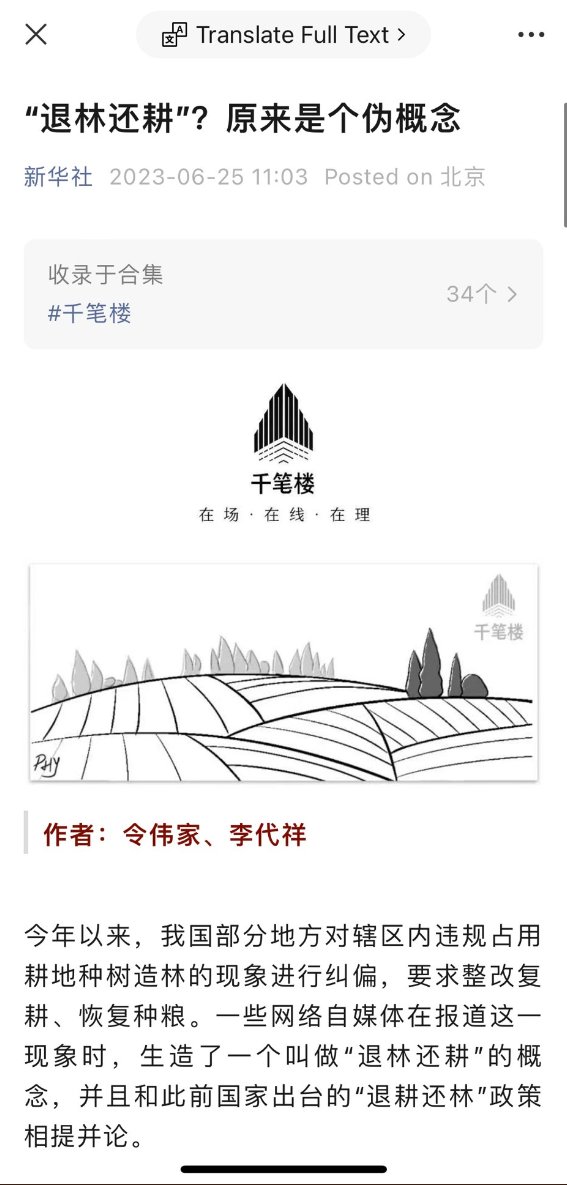 Translate Full Text
“退林还耕”？原来是个伪概念
新华社 2023-06-25 11:03 Posted on 北京
收录于合集
#千笔楼
34个
千笔楼
在场·在线·在理
千笔楼
PHY
作者：令伟家、李代祥
今年以来，我国部分地方对辖区内违规占用
耕地种树造林的现象进行纠偏，要求整改复
耕、恢复种粮。一些网络自媒体在报道这一
现象时，生造了一个叫做“退林还耕”的概
念，并且和此前国家出台的“退耕还林”政策
相提并论。